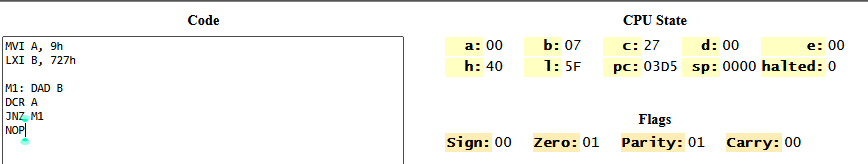 Code
MVI A, 9h
LXI B, 727h
M1: DAD B
DCR A
JNZ M1
NOP
CPU State
a: 00 b: 07 c: 27 d: 00 e: 00
h: 40 l: 5F pc: 03D5 sp: 0000 halted: 0
Flags
Sign: 00 Zero: 01 Parity: 01 Carry: 00